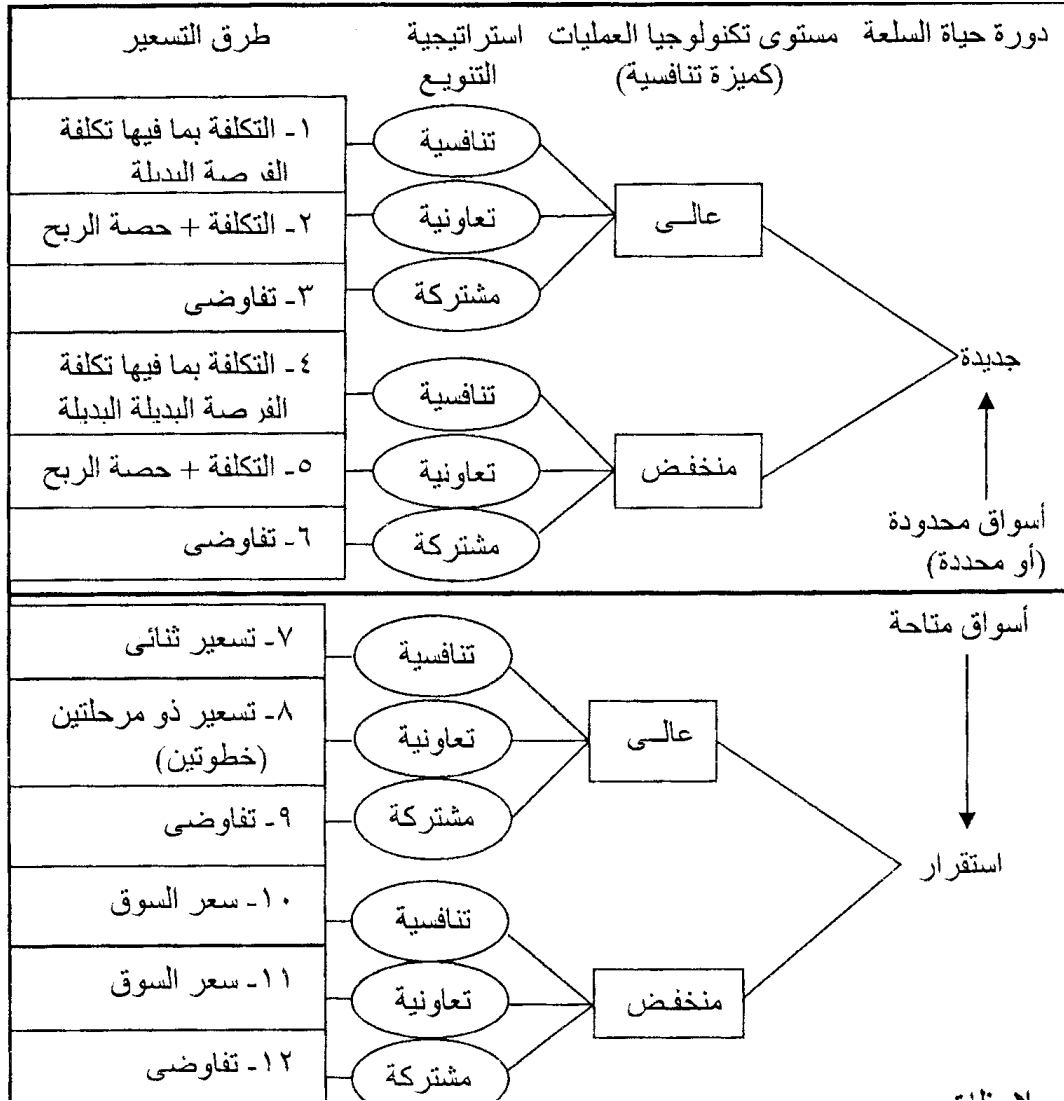 دورة حياة السلعة
مستوى تكنولوجيا العمليات
(كميزة تنافسية)
استراتيجية
التنويع
طرق التسعير
جديدة
أسواق محدودة
(أو محددة)
عالى
تنافسية
١- التكلفة بما فيها تكلفة
الفرصة البديلة
تعاونية
٢- التكلفة + حصة الربح
مشتركة
٣- تفاوضى
منخفض
تنافسية
٤- التكلفة بما فيها تكلفة
الفرصة البديلة البديلة
تعاونية
٥- التكلفة + حصة الربح
مشتركة
٦- تفاوضى
أسواق متاحة
استقرار
عالى
تنافسية
٧- تسعير ثنائى
تعاونية
٨- تسعير ذو مرحلتين
(خطوتين)
مشتركة
٩- تفاوضى
منخفض
تنافسية
١٠- سعر السوق
تعاونية
١١- سعر السوق
مشتركة
١٢- تفاوضى